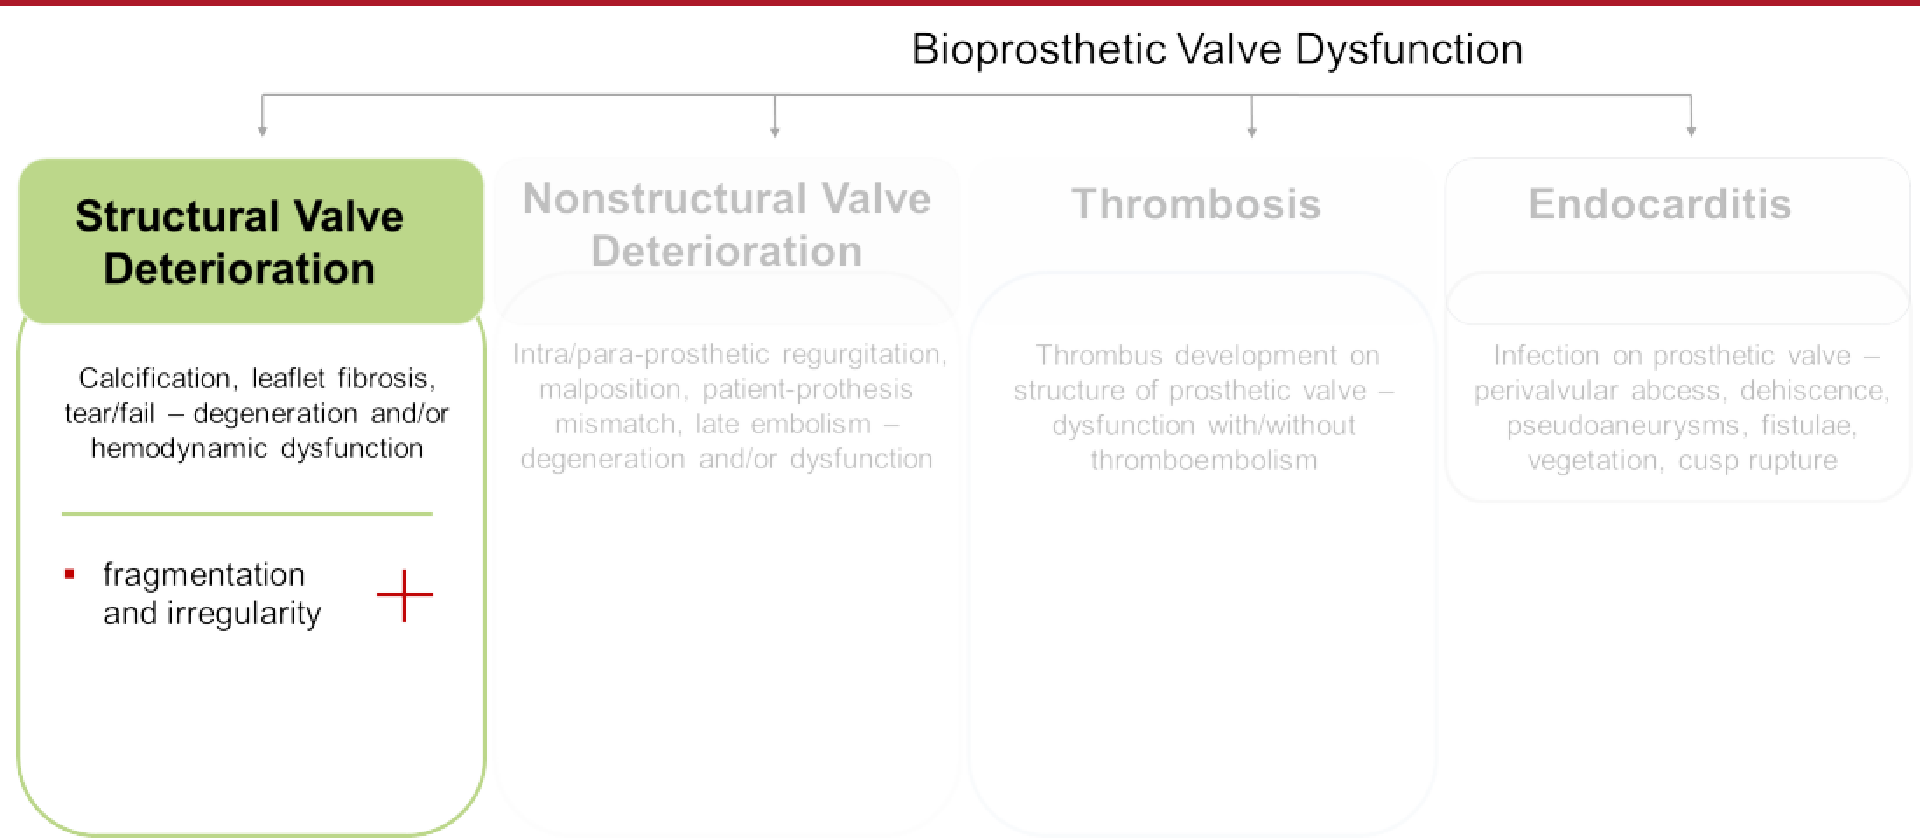 Bioprosthetic Valve Dysfunction
Structural Valve
Deterioration
Calcification, leaflet fibrosis,
tear/fail – degeneration and/or
hemodynamic dysfunction
fragmentation
and irregularity
Nonstructural Valve
Deterioration
Intra/para-prosthetic regurgitation,
malposition, patient-prothesis
mismatch, late embolism –
degeneration and/or dysfunction
Thrombosis
Thrombus development on
structure of prosthetic valve –
dysfunction with/without
thromboembolism
Endocarditis
Infection on prosthetic valve –
perivalvular abcess, dehiscence,
pseudoaneurysms, fistulae,
vegetation, cusp rupture